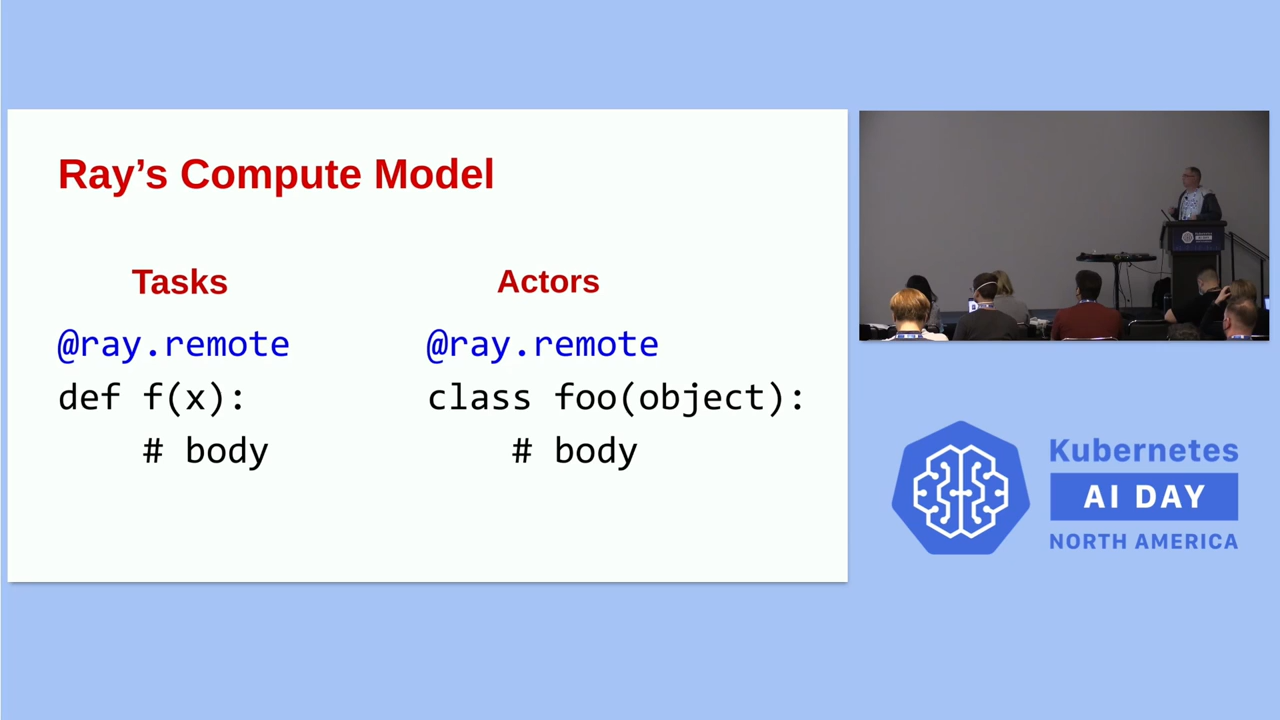 Ray’s Compute Model
Tasks
@ray.remote
def f(x):
    # body
Actors
@ray.remote
class foo(object):
    # body
Kubernetes
AI DAY
NORTH AMERICA